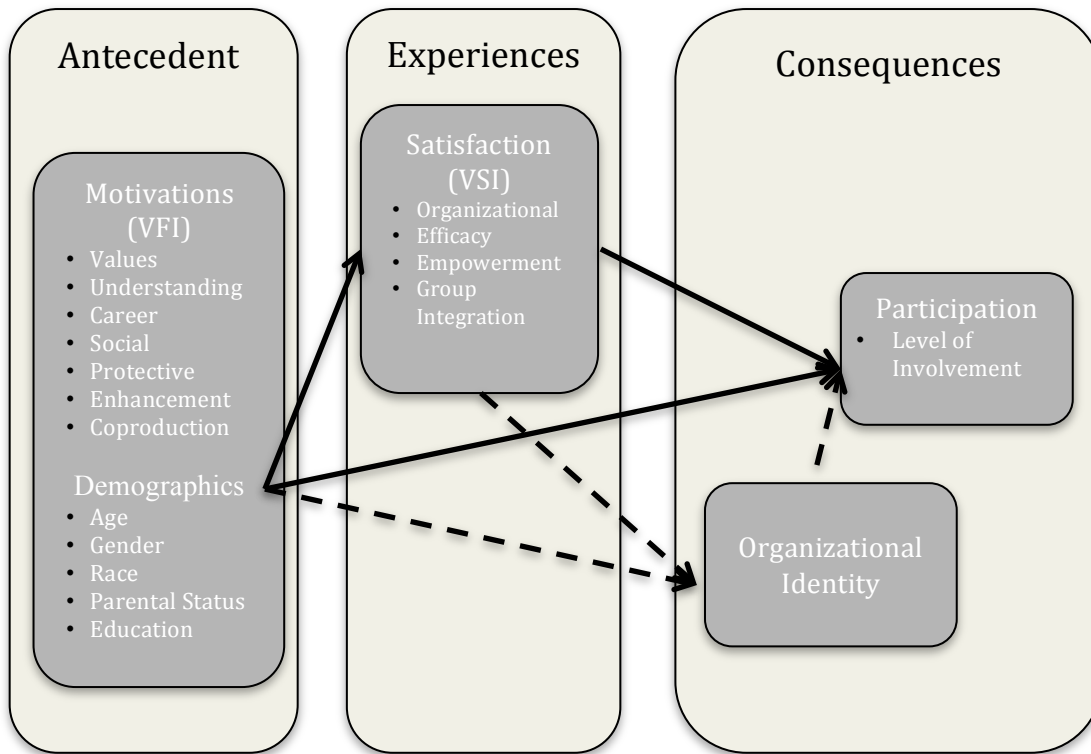 Antecedent
Motivations
(VFI)
• Values
• Understanding
• Career
• Social
• Protective
• Enhancement
• Coproduction
Demographics
• Age
• Gender
• Race
• Parental Status
• Education
Experiences
Satisfaction
(VSI)
• Organizational
• Efficacy
• Empowerment
• Group
Integration
Consequences
Participation
• Level of
Involvement
Organizational
Identity